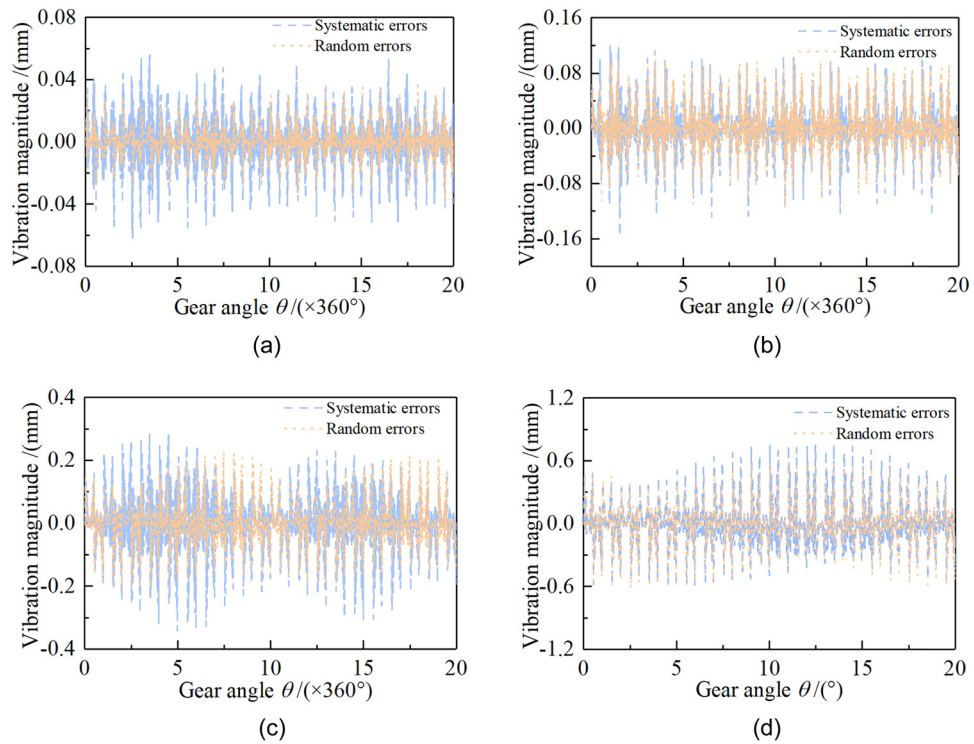 Vibration magnitude /(mm)
0.08
0.04
0.00
-0.04
-0.08
Systematic errors
Random errors
0 5 10 15 20
Gear angle θ/(×360°)
(a)
Vibration magnitude /(mm)
0.16
0.08
0.00
-0.08
-0.16
Systematic errors
Random errors
0 5 10 15 20
Gear angle θ/(×360°)
(b)
Vibration magnitude /(mm)
0.4
0.2
0.0
-0.2
-0.4
Systematic errors
Random errors
0 5 10 15 20
Gear angle θ/(×360°)
(c)
Vibration magnitude /(mm)
1.2
0.6
0.0
-0.6
-1.2
Systematic errors
Random errors
0 5 10 15 20
Gear angle θ/(°)
(d)